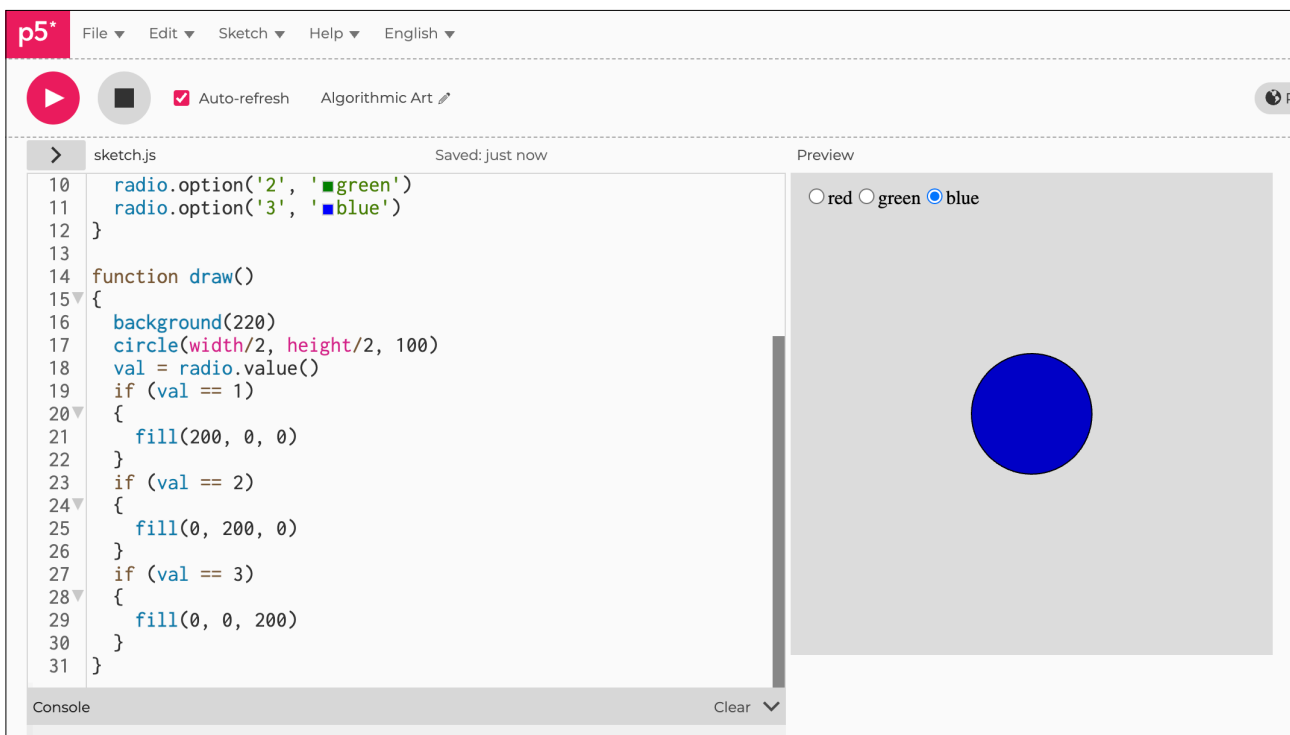 p5* File Edit Sketch Help English
Auto-refresh Algorithmic Art
sketch.js Saved: just now Preview
10 radio.option('2', 'green')
11 radio.option('3', 'blue')
12 }
13
14 function draw()
15 {
16 background(220)
17 circle(width/2, height/2, 100)
18 val = radio.value()
19 if (val == 1)
20 {
21 fill(200, 0, 0)
22 }
23 if (val == 2)
24 {
25 fill(0, 200, 0)
26 }
27 if (val == 3)
28 {
29 fill(0, 0, 200)
30 }
31 }
red green blue
Console Clear